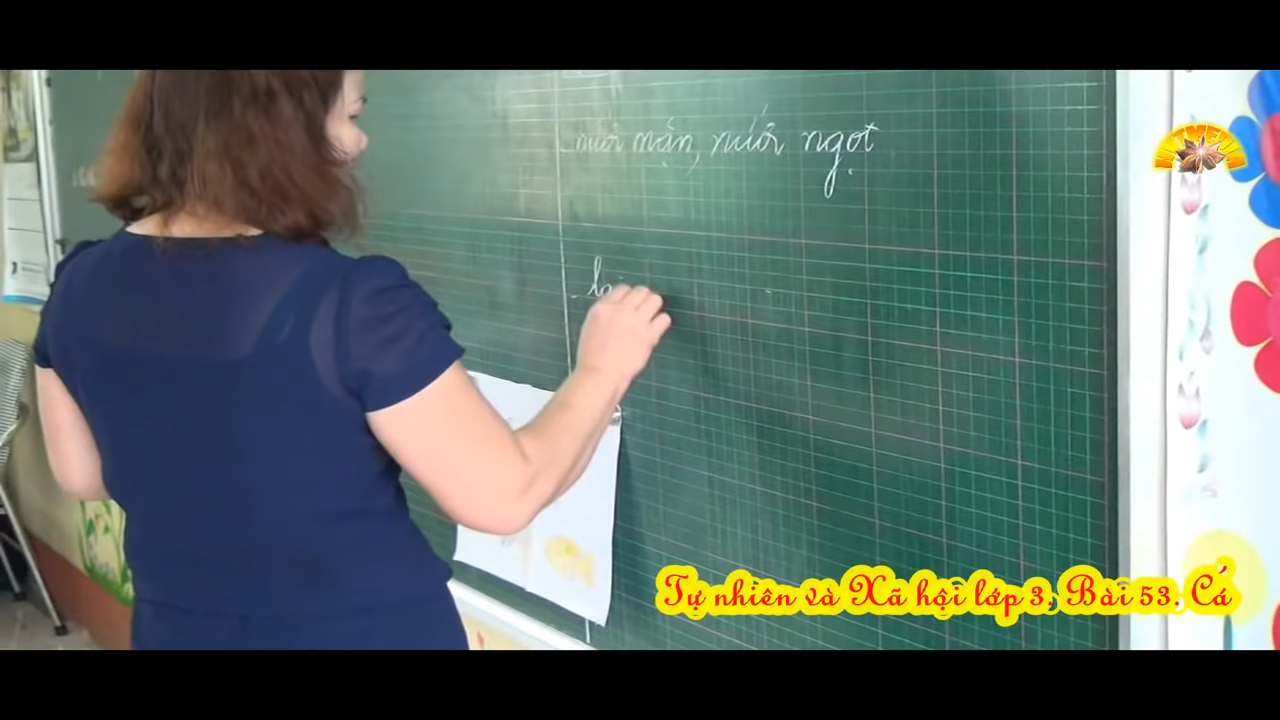 nước mặn, nước ngọt
Tự nhiên và Xã hội lớp 3, Bài 53. Cá